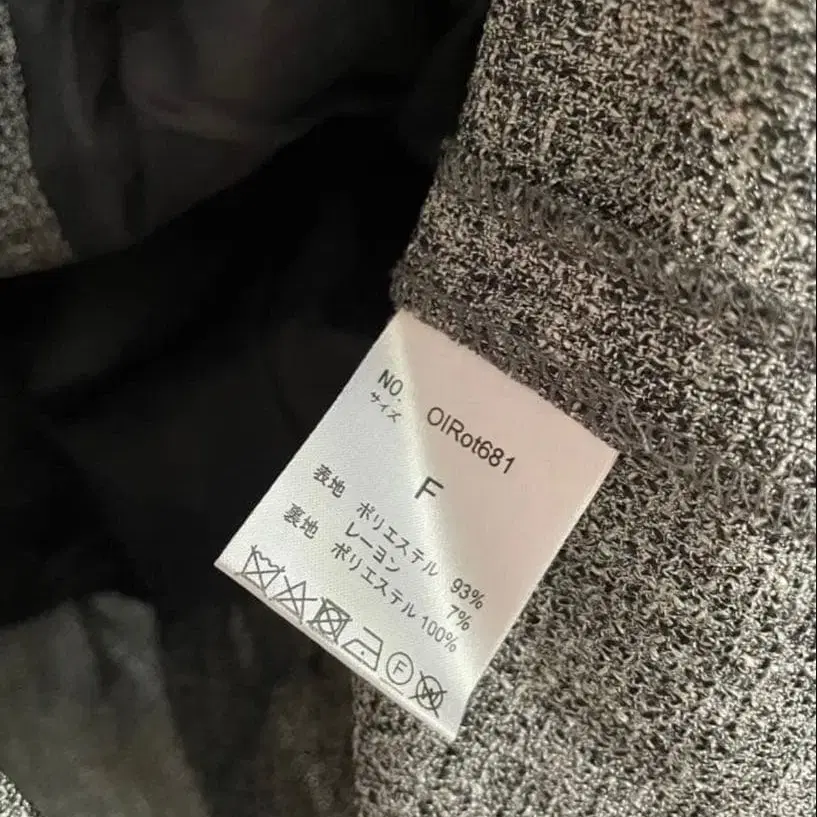 NO. OIRot681
サイズ F
表地 ポリエステル 93%
レーヨン 7%
裏地 ポリエステル 100%
F
W